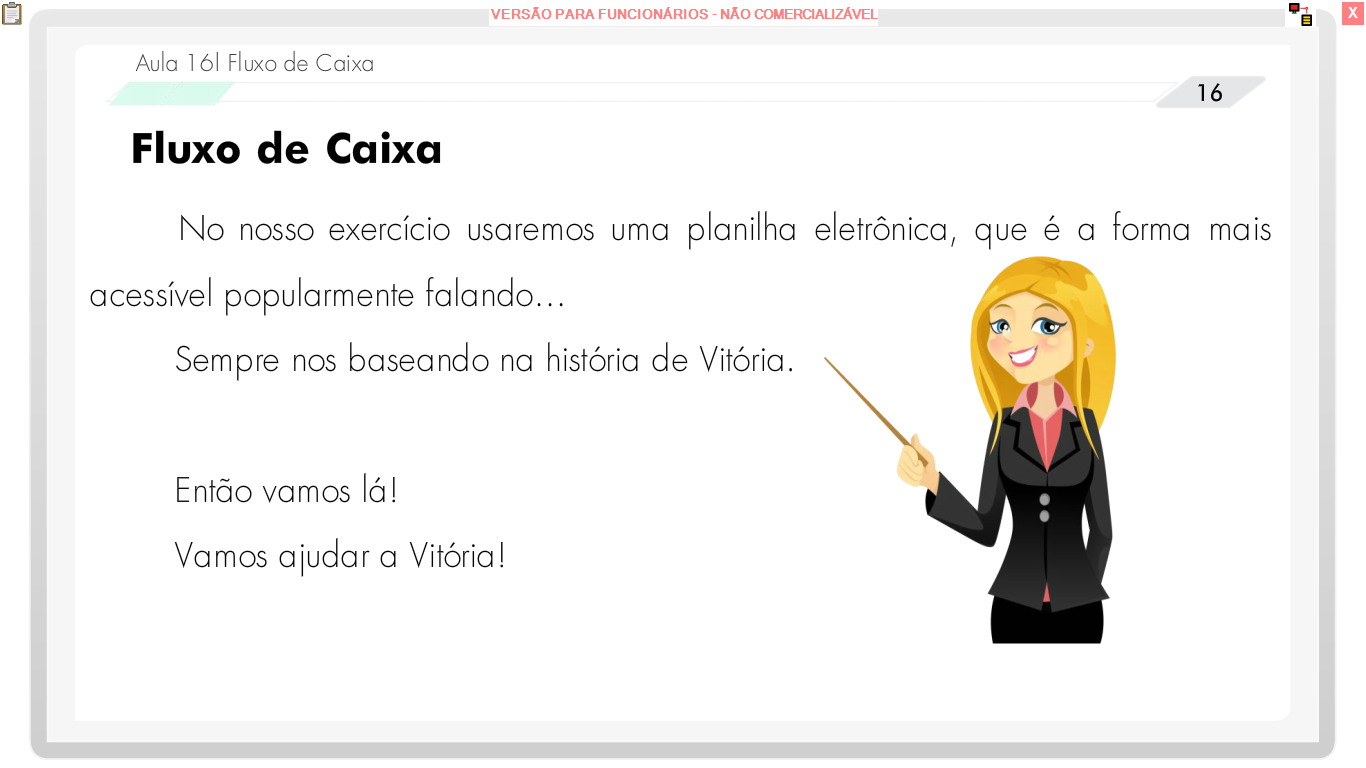 VERSÃO PARA FUNCIONÁRIOS - NÃO COMERCIALIZÁVEL
X
Aula 16| Fluxo de Caixa
16
Fluxo de Caixa
No nosso exercício usaremos uma planilha eletrônica, que é a forma mais
acessível popularmente falando...
Sempre nos baseando na história de Vitória.
Então vamos lá!
Vamos ajudar a Vitória!